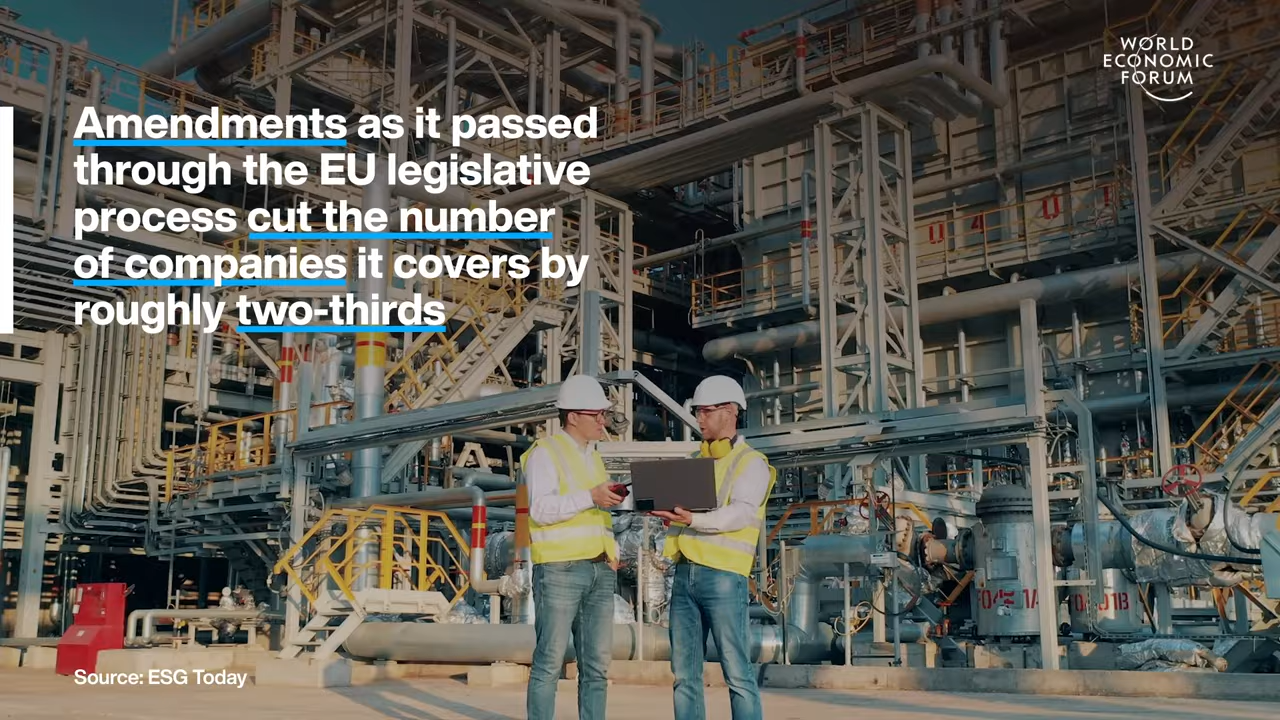 WORLD
ECONOMIC
FORUM
Amendments as it passed
through the EU legislative
process cut the number
of companies it covers by
roughly two-thirds
Source: ESG Today